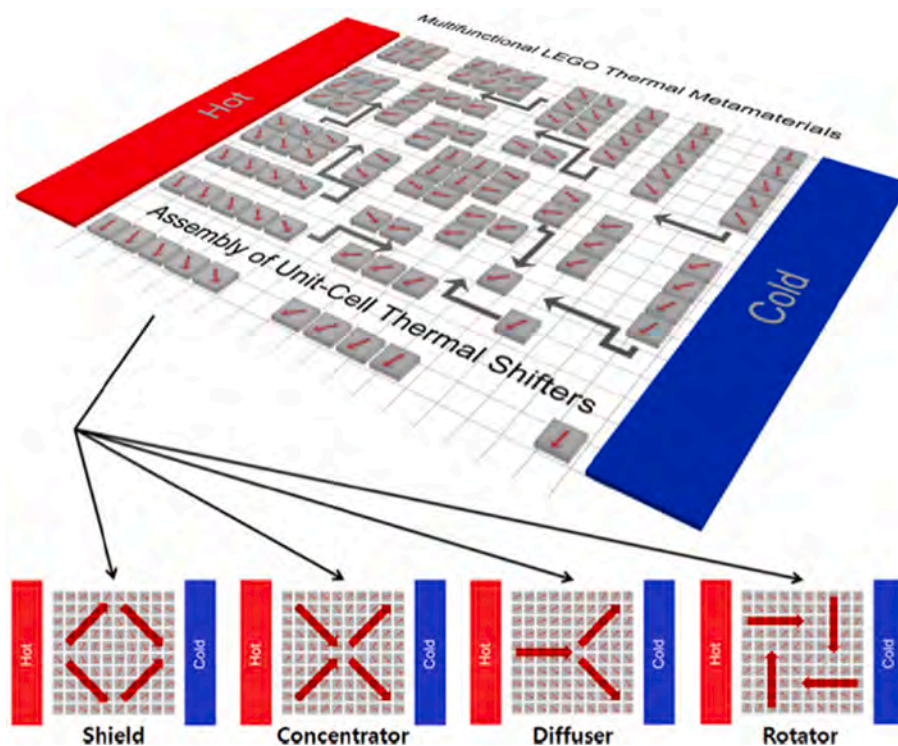 Multifunctional LEGO Thermal Metamaterials
Hot
Cold
Assembly of Unit-Cell Thermal Shifters
Hot
Cold
Hot
Cold
Hot
Cold
Hot
Cold
Shield
Concentrator
Diffuser
Rotator